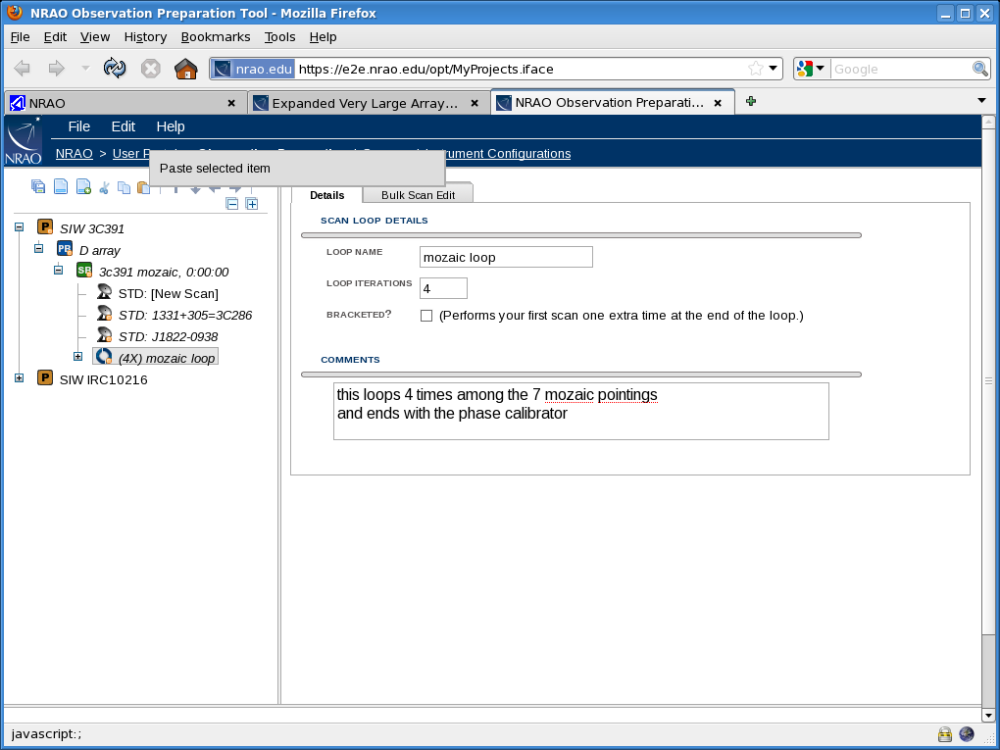 NRAO Observation Preparation Tool - Mozilla Firefox
File Edit View History Bookmarks Tools Help
nrao.edu https://e2e.nrao.edu/opt/MyProjects.iface Google
NRAO Expanded Very Large Array... NRAO Observation Preparati...
File Edit Help
NRAO
NRAO > User
Instrument Configurations
Paste selected item
Details Bulk Scan Edit
SIW 3C391
D array
3c391 mozaic, 0:00:00
STD: [New Scan]
STD: 1331+305=3C286
STD: J1822-0938
(4X) mozaic loop
SIW IRC10216
SCAN LOOP DETAILS
LOOP NAME mozaic loop
LOOP ITERATIONS 4
BRACKETED? (Performs your first scan one extra time at the end of the loop.)
COMMENTS
this loops 4 times among the 7 mozaic pointings
and ends with the phase calibrator
javascript:;